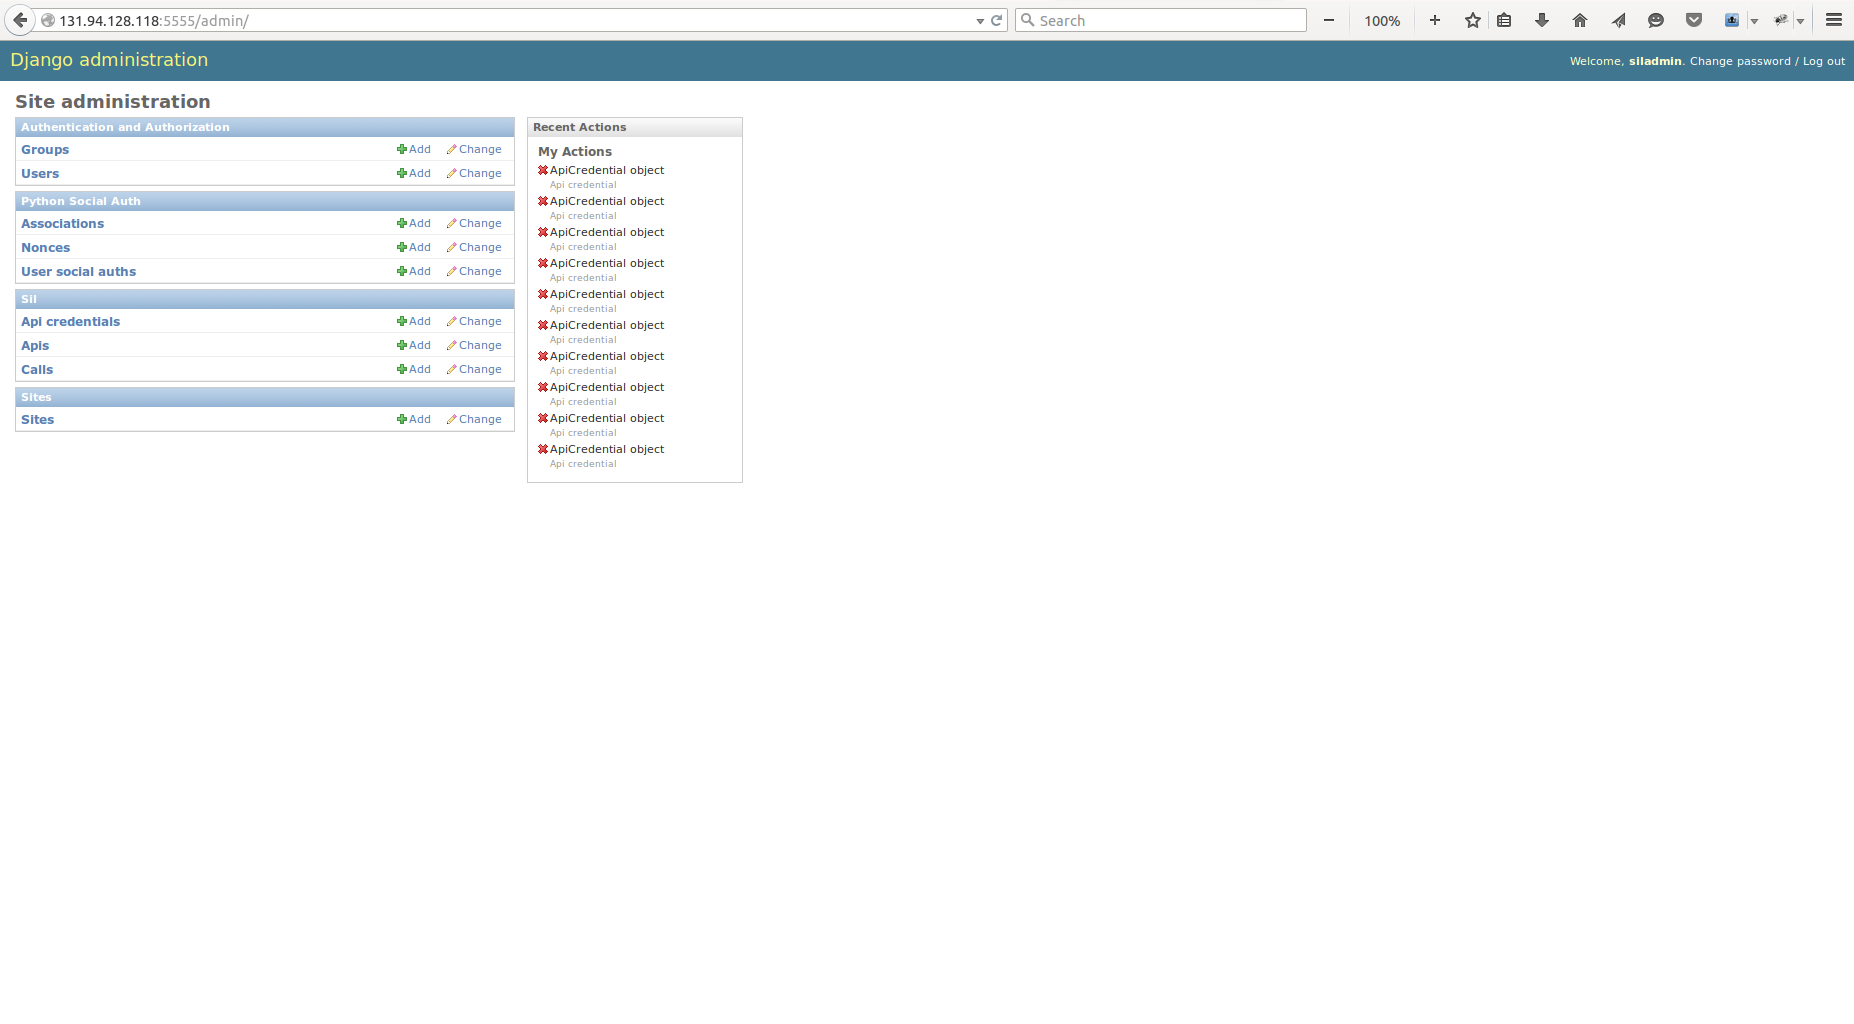 131.94.128.118:5555/admin/
Search
100%
Django administration
Welcome, siladmin. Change password / Log out
Site administration
Authentication and Authorization
Groups Add Change
Users Add Change
Python Social Auth
Associations Add Change
Nonces Add Change
User social auths Add Change
Sil
Api credentials Add Change
Apis Add Change
Calls Add Change
Sites
Sites Add Change
Recent Actions
My Actions
ApiCredential object
Api credential
ApiCredential object
Api credential
ApiCredential object
Api credential
ApiCredential object
Api credential
ApiCredential object
Api credential
ApiCredential object
Api credential
ApiCredential object
Api credential
ApiCredential object
Api credential
ApiCredential object
Api credential
ApiCredential object
Api credential